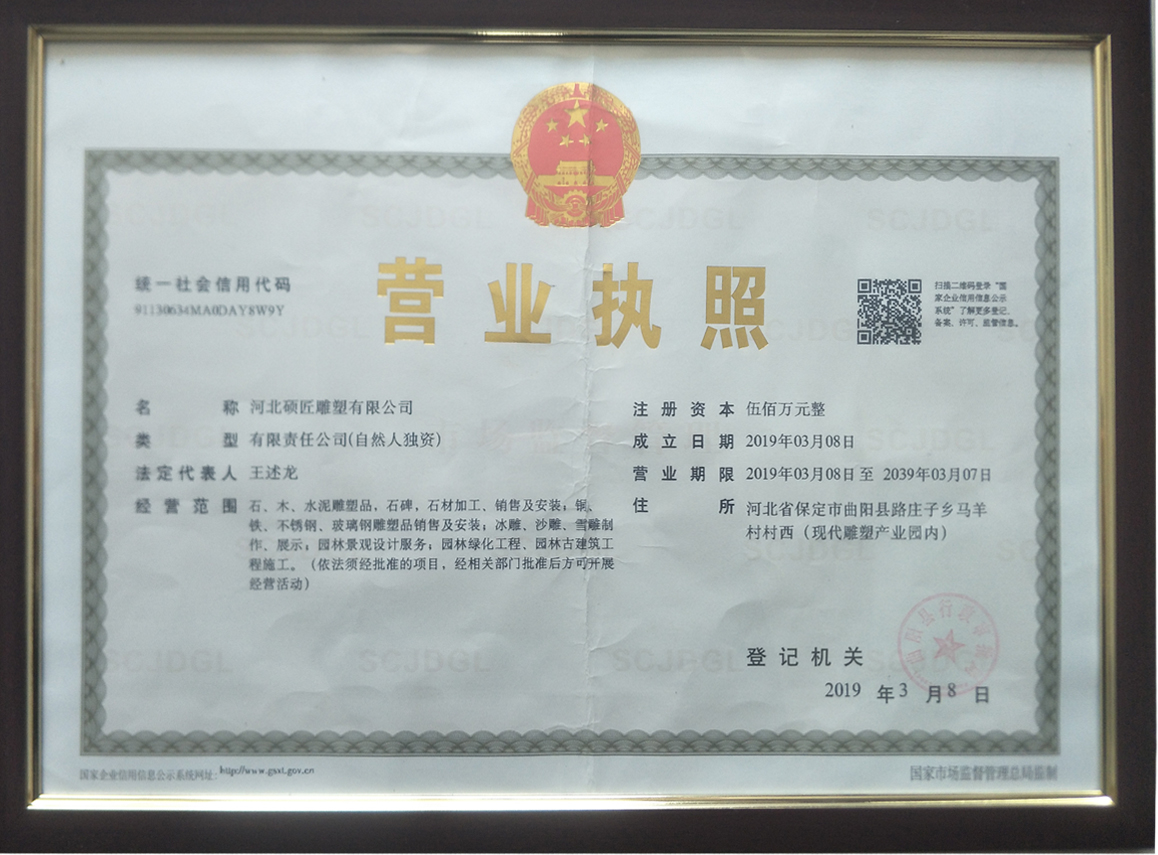 营业执照
统一社会信用代码
91130634MA0DAY8W9Y
扫描二维码登录“国
家企业信用信息公示
系统”了解更多登记、
备案、许可、监管信息。
名称 河北硕匠雕塑有限公司
类型 有限责任公司(自然人独资)
法定代表人 王述龙
经营范围 石、木、水泥雕塑品，石碑，石材加工、销售及安装；铜、
铁、不锈钢、玻璃钢雕塑品销售及安装；冰雕、沙雕、雪雕制
作、展示；园林景观设计服务；园林绿化工程、园林古建筑工
程施工。（依法须经批准的项目，经相关部门批准后方可开展
经营活动）
注册资本 伍佰万元整
成立日期 2019年03月08日
营业期限 2019年03月08日至 2039年03月07日
住所 河北省保定市曲阳县路庄子乡马羊
村村西（现代雕塑产业园内）
登记机关
2019 年 3 月 8 日
国家企业信用信息公示系统网址：http://www.gsxt.gov.cn
国家市场监督管理总局监制
SCJDGL